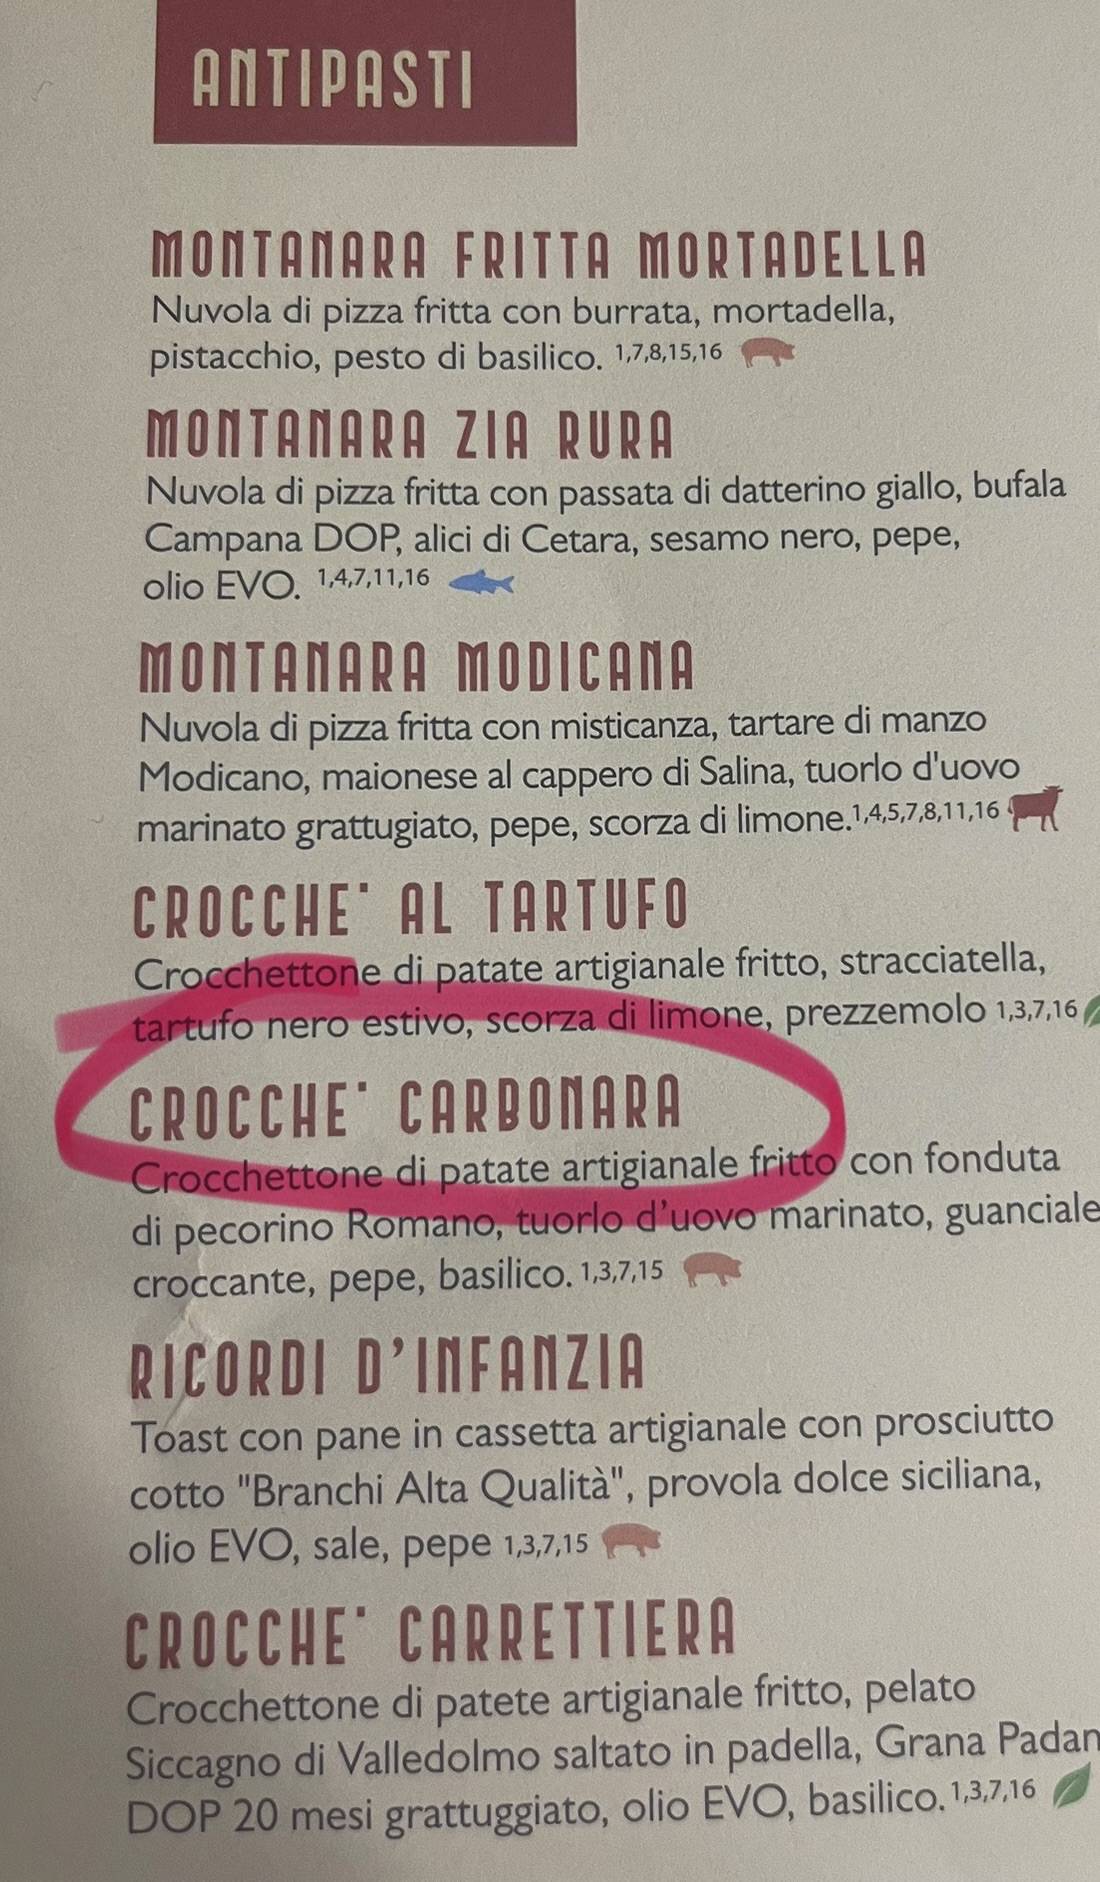 ANTIPASTI
MONTANARA FRITTA MORTADELLA
Nuvola di pizza fritta con burrata, mortadella,
pistacchio, pesto di basilico. 1,7,8,15,16
MONTANARA ZIA RURA
Nuvola di pizza fritta con passata di datterino giallo, bufala
Campana DOP, alici di Cetara, sesamo nero, pepe,
olio EVO. 1,4,7,11,16
MONTANARA MODICANA
Nuvola di pizza fritta con misticanza, tartare di manzo
Modicano, maionese al cappero di Salina, tuorlo d'uovo
marinato grattugiato, pepe, scorza di limone.1,4,5,7,8,11,16
CROCCHE' AL TARTUFO
Crocchettone di patate artigianale fritto, stracciatella,
tartufo nero estivo, scorza di limone, prezzemolo 1,3,7,16
CROCCHE' CARBONARA
Crocchettone di patate artigianale fritto con fonduta
di pecorino Romano, tuorlo d'uovo marinato, guanciale
croccante, pepe, basilico. 1,3,7,15
RICORDI D'INFANZIA
Toast con pane in cassetta artigianale con prosciutto
cotto "Branchi Alta Qualità", provola dolce siciliana,
olio EVO, sale, pepe 1,3,7,15
CROCCHE' CARRETTIERA
Crocchettone di patete artigianale fritto, pelato
Siccagno di Valledolmo saltato in padella, Grana Padan
DOP 20 mesi grattuggiato, olio EVO, basilico. 1,3,7,16